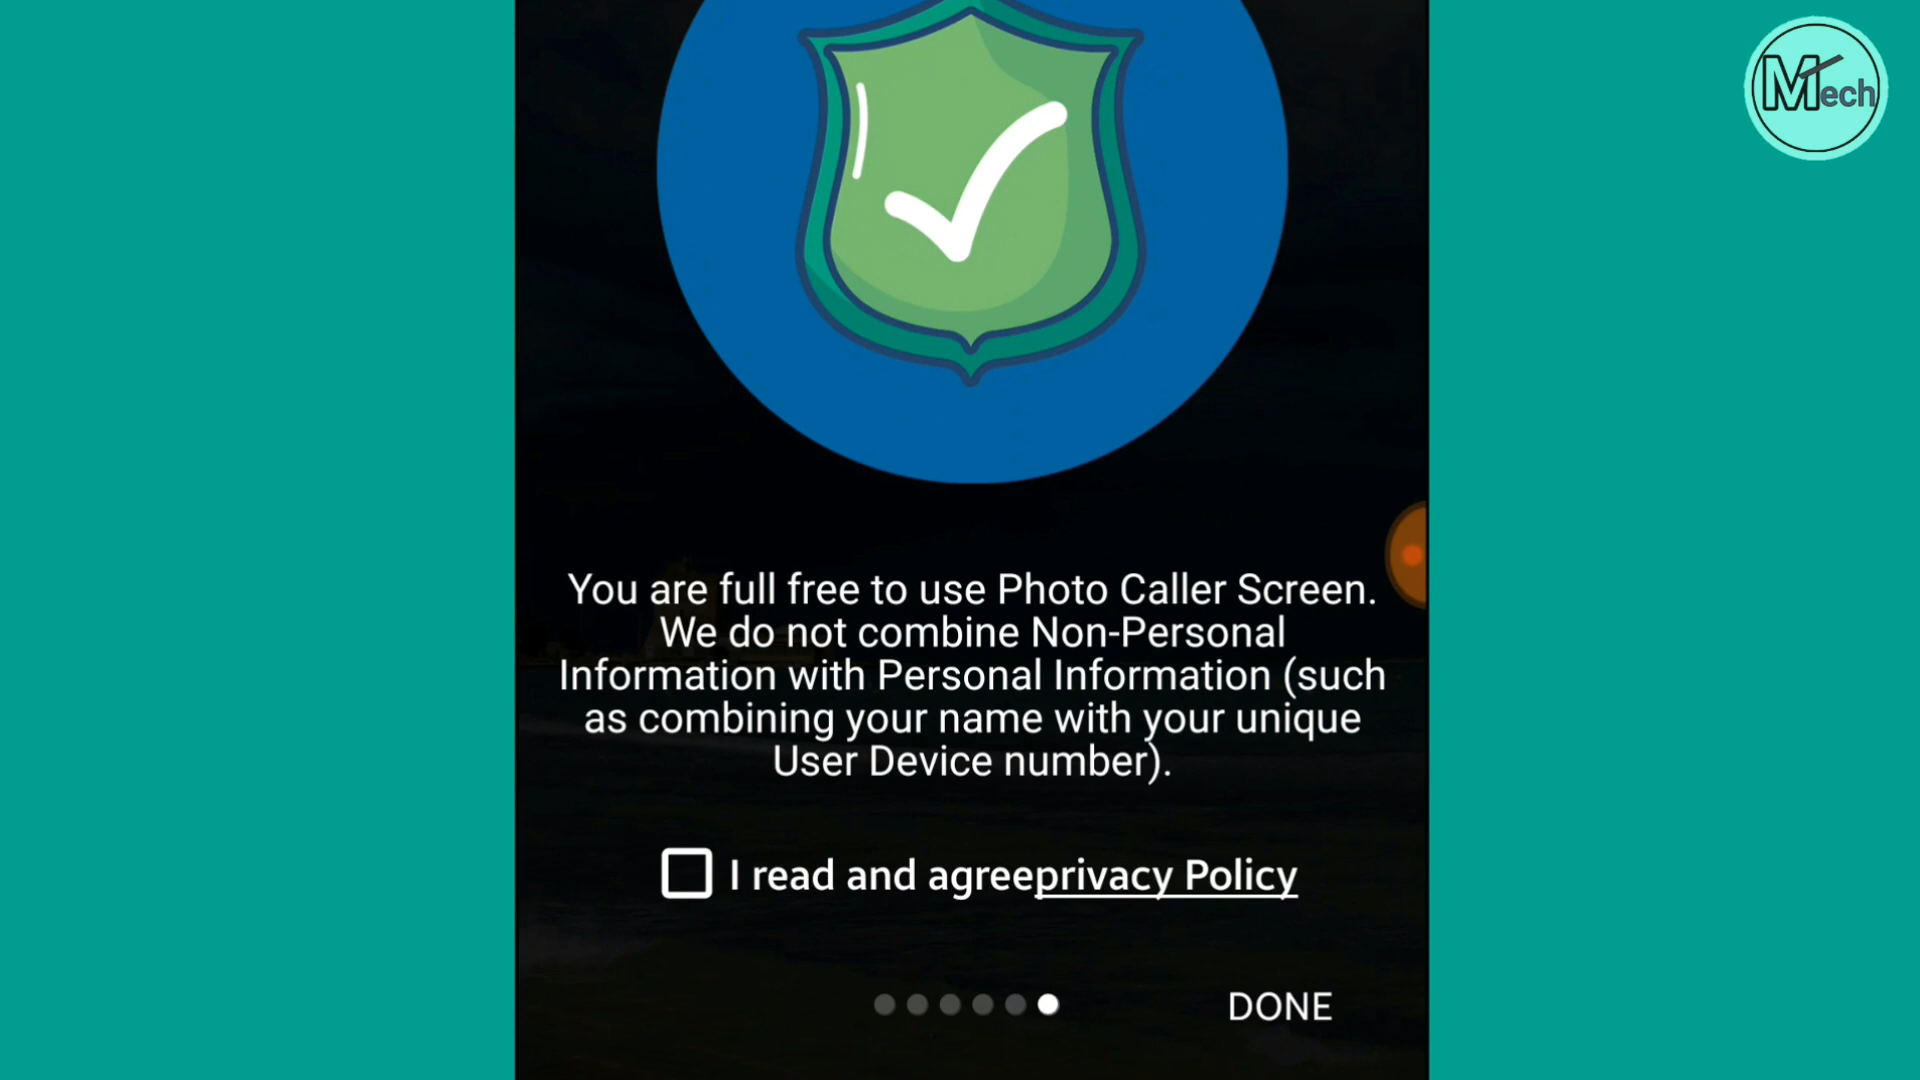 MTech
You are full free to use Photo Caller Screen.
We do not combine Non-Personal
Information with Personal Information (such
as combining your name with your unique
User Device number).
I read and agreeprivacy Policy
DONE